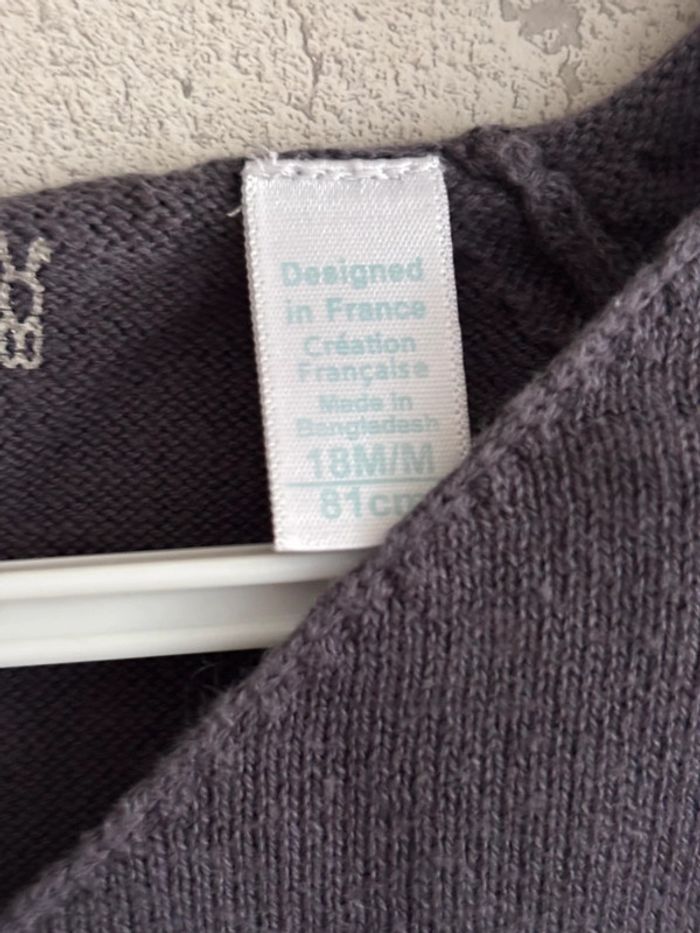 Designed
in France
Création
Française
Made in
Bangladesh
18M/M
81cm